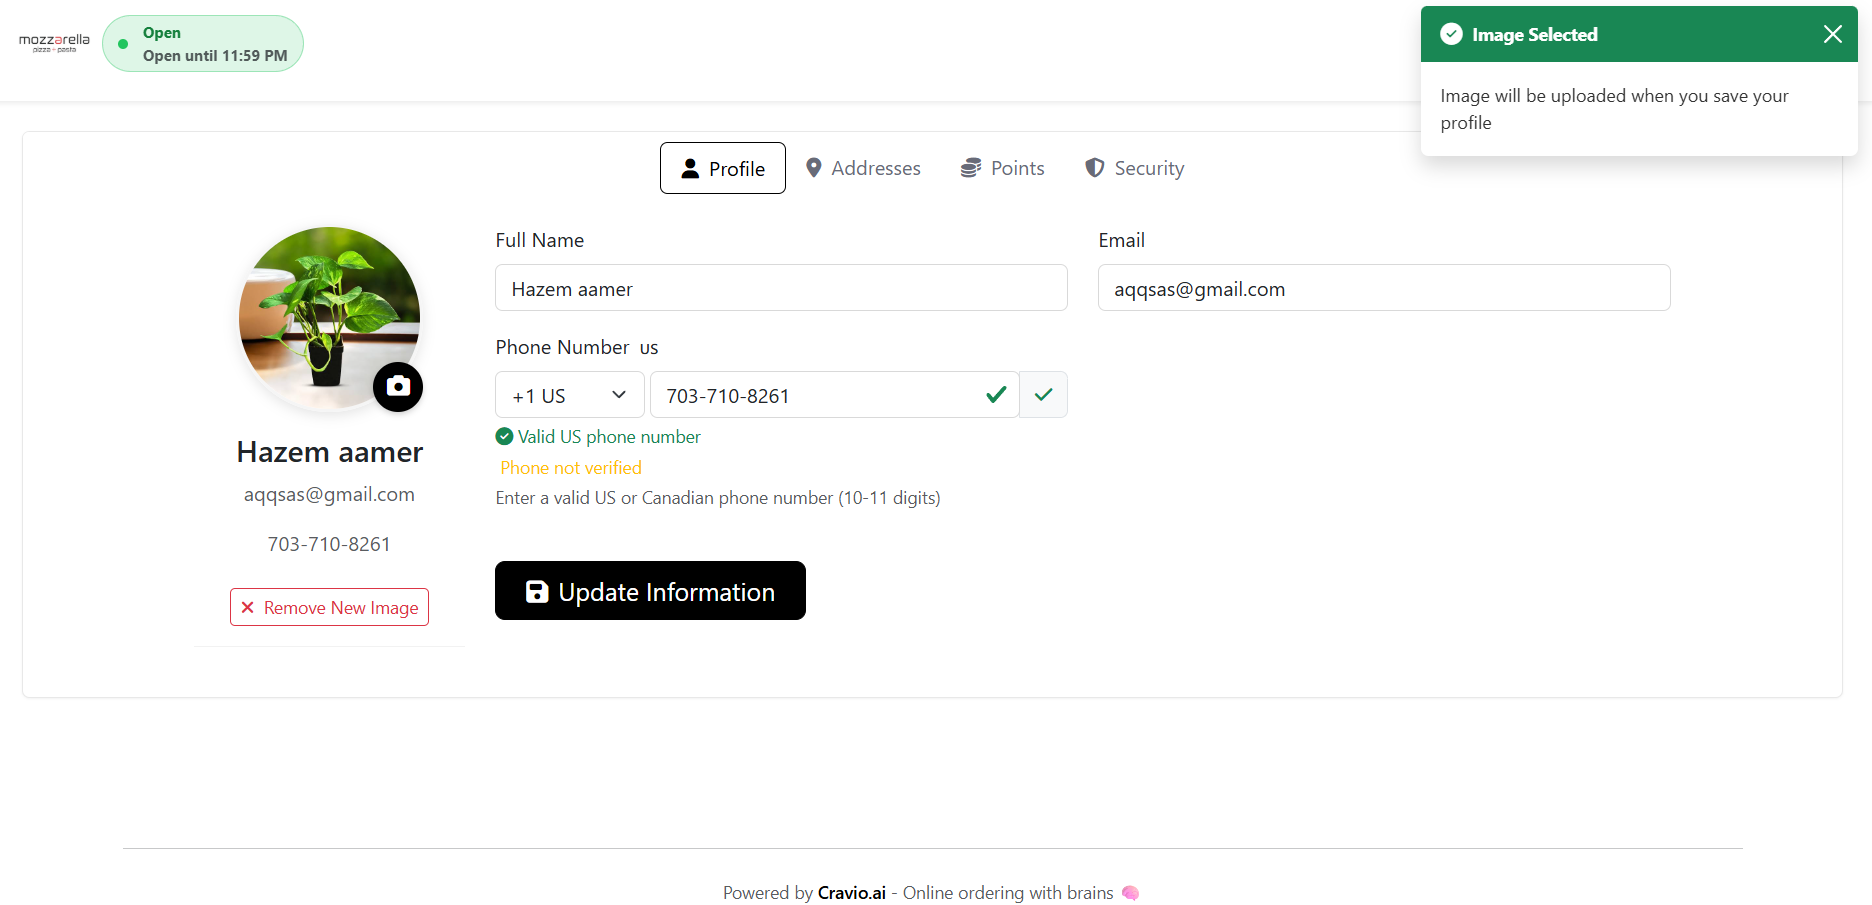 mozzarella
pizza + pasta
Open
Open until 11:59 PM
Image Selected
Image will be uploaded when you save your
profile
Profile
Addresses
Points
Security
Full Name
Hazem aamer
Email
aqqsas@gmail.com
Phone Number US
+1 US
703-710-8261
Valid US phone number
Phone not verified
Enter a valid US or Canadian phone number (10-11 digits)
Update Information
Hazem aamer
aqqsas@gmail.com
703-710-8261
Remove New Image
Powered by Cravio.ai - Online ordering with brains 🧠